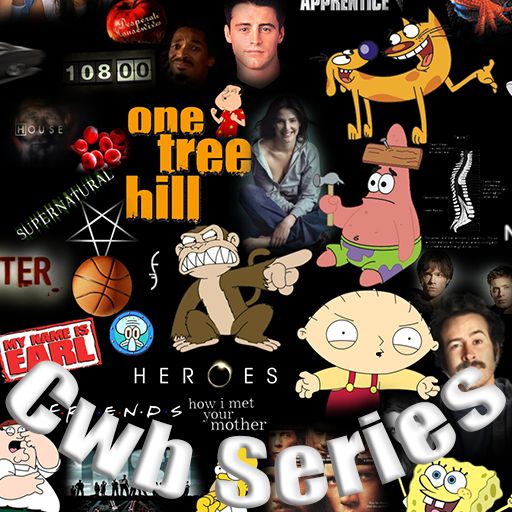 APPRENTICE
Desperate
Housewives
108 00
HOUSE
one
tree
hill
SUPERNATURAL
TER
MY NAME IS
EARL
HEROES
FRIENDS
how i met
your
mother
Cwb Series